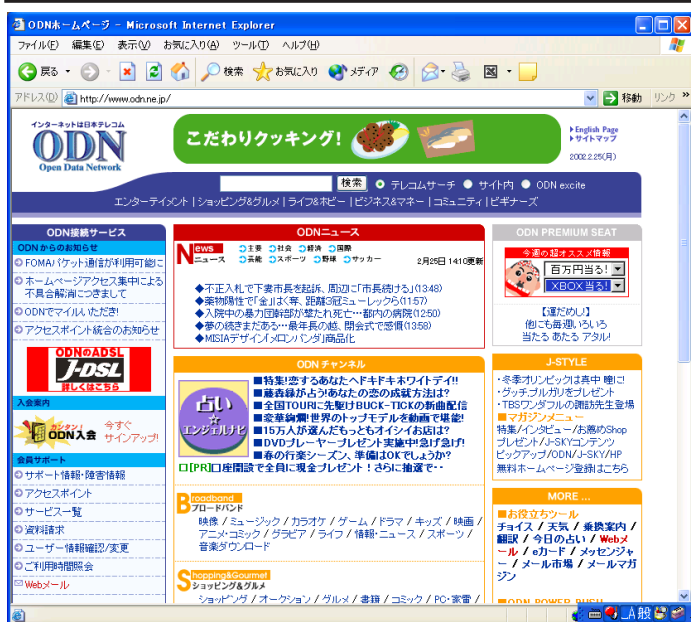 ODNホームページ - Microsoft Internet Explorer
ファイル(F) 編集(E) 表示(V) お気に入り(A) ツール(T) ヘルプ(H)
戻る 検索 お気に入り メディア
アドレス(D) http://www.odn.ne.jp/ 移動 リンク »
インターネットは日本テレコム
ODN
Open Data Network
こだわりクッキング!
English Page
サイトマップ
2002.2.25(月)
検索 テレコムサーチ サイト内 ODN excite
エンターテイメント | ショッピング&グルメ | ライフ&ホビー | ビジネス&マネー | コミュニティ | ビギナーズ
ODN接続サービス
ODNからのお知らせ
FOMAパケット通信が利用可能に
ホームページアクセス集中による
不具合解消につきまして
ODNでマイルいただき!
アクセスポイント統合のお知らせ
ODNのADSL
J-DSL
詳しくはこちら
入会案内
カンタン!
ODN入会
今すぐ
サインアップ!
会員サポート
サポート情報・障害情報
アクセスポイント
サービス一覧
資料請求
ユーザー情報確認/変更
ご利用時間照会
Webメール
ODNニュース
News
ニュース
主要 社会 経済 国際
芸能 スポーツ 野球 サッカー
2月25日 14:10更新
◆不正入札で下妻市長を起訴、周辺に「市長続ける」(13:48)
◆薬物陽性で「金」はく奪、距離3冠ミューレックら(11:57)
◆入院中の暴力団幹部が撃たれ死亡…都内の病院(12:50)
◆夢の続きまだある…最年長の越、閉会式で感慨(13:58)
◆MISIAデザイン「メロンパンダ」商品化
ODN チャンネル
占い
エンジェルナビ
■特集!恋するあなたへドキドキホワイトデイ!!
■藤森緑が占う!あなたの恋の成就方法は?
■全国TOURに先駆けBUCK-TICKの新曲配信
■豪華絢爛!世界のトップモデルを動画で堪能!
■15万人が選んだもっともオイシイお店は?
■DVDプレーヤープレゼント実施中!急げ急げ!
■春の行楽シーズン、準備はOKでしょうか?
□[PR]口座開設で全員に現金プレゼント!さらに抽選で・・
Broadband
ブロードバンド
映像 / ミュージック / カラオケ / ゲーム / ドラマ / キッズ / 映画 /
アニメ・コミック / グラビア / ライフ / 情報・ニュース / スポーツ /
音楽ダウンロード
Shopping&Gourmet
ショッピング&グルメ
ショッピング / オークション / グルメ / 書籍 / コミック / PC・家電 /
ODN PREMIUM SEAT
今週の超オススメ情報
百万円当る!
XBOX当る!
【運だめし!】
他にも毎週いろいろ
当たる あたる アタル!
J-STYLE
・冬季オリンピックは真中 瞳に!
・グッチブルガリをプレゼント
・TBSワンダフルの諏訪先生登場
■マガジンメニュー
特集/インタビュー/お薦めShop
プレゼント/J-SKYコンテンツ
ピックアップ/ODN/J-SKY/HP
無料ホームページ登録はこちら
MORE ...
■お役立ちツール
チョイス / 天気 / 乗換案内 /
翻訳 / 今日の占い / Webメ
ール / eカード / メッセンジャ
ー / メール市場 / メールマガ
ジン
■ODN POWER PUSH
A 般